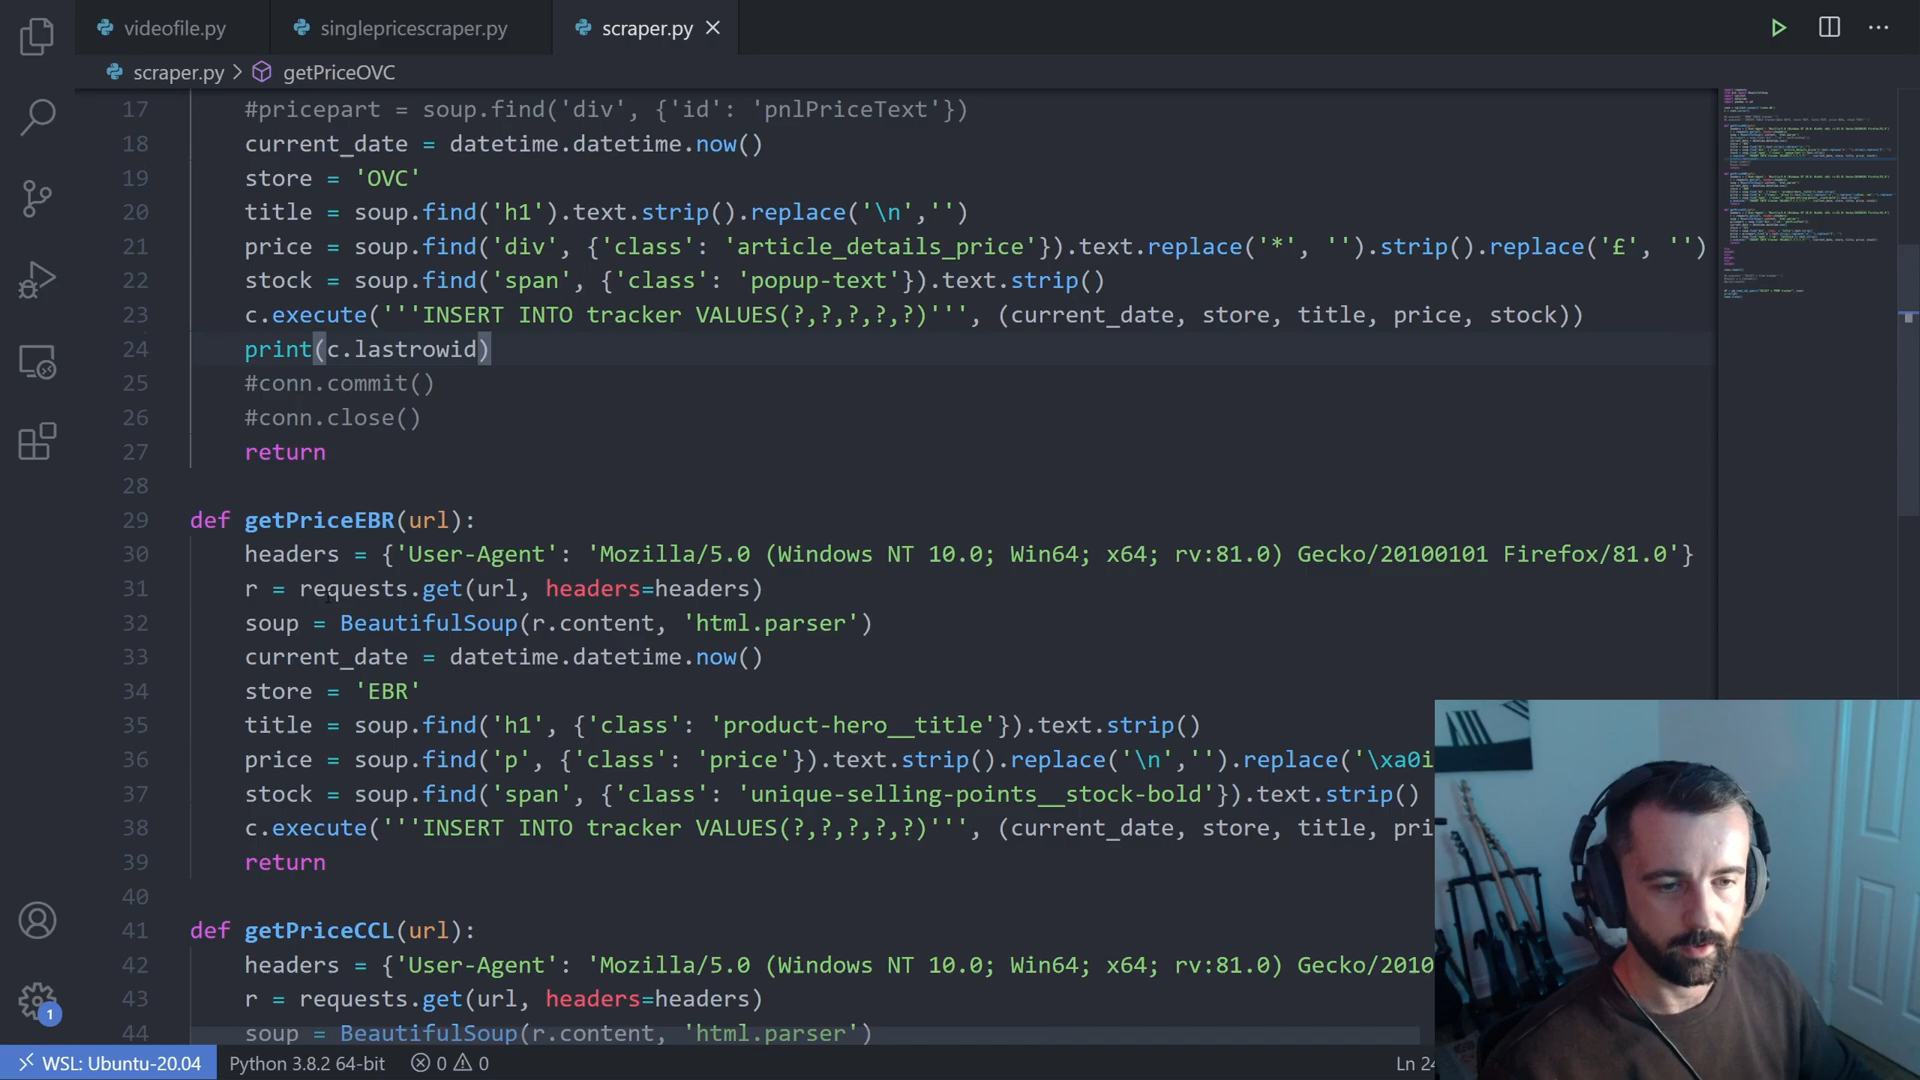 videofile.py
singlepricescraper.py
scraper.py
scraper.py > getPriceOVC
17 #pricepart = soup.find('div', {'id': 'pnlPriceText'})
18 current_date = datetime.datetime.now()
19 store = 'OVC'
20 title = soup.find('h1').text.strip().replace('\n','')
21 price = soup.find('div', {'class': 'article_details_price'}).text.replace('*', '').strip().replace('£', '')
22 stock = soup.find('span', {'class': 'popup-text'}).text.strip()
23 c.execute('''INSERT INTO tracker VALUES(?,?,?,?,?)''', (current_date, store, title, price, stock))
24 print(c.lastrowid)
25 #conn.commit()
26 #conn.close()
27 return
28
29 def getPriceEBR(url):
30 headers = {'User-Agent': 'Mozilla/5.0 (Windows NT 10.0; Win64; x64; rv:81.0) Gecko/20100101 Firefox/81.0'}
31 r = requests.get(url, headers=headers)
32 soup = BeautifulSoup(r.content, 'html.parser')
33 current_date = datetime.datetime.now()
34 store = 'EBR'
35 title = soup.find('h1', {'class': 'product-hero__title'}).text.strip()
36 price = soup.find('p', {'class': 'price'}).text.strip().replace('\n','').replace('\xa0i
37 stock = soup.find('span', {'class': 'unique-selling-points__stock-bold'}).text.strip()
38 c.execute('''INSERT INTO tracker VALUES(?,?,?,?,?)''', (current_date, store, title, pri
39 return
40
41 def getPriceCCL(url):
42 headers = {'User-Agent': 'Mozilla/5.0 (Windows NT 10.0; Win64; x64; rv:81.0) Gecko/2010
43 r = requests.get(url, headers=headers)
44 soup = BeautifulSoup(r.content, 'html.parser')
1
WSL: Ubuntu-20.04 Python 3.8.2 64-bit 0 0 Ln 24